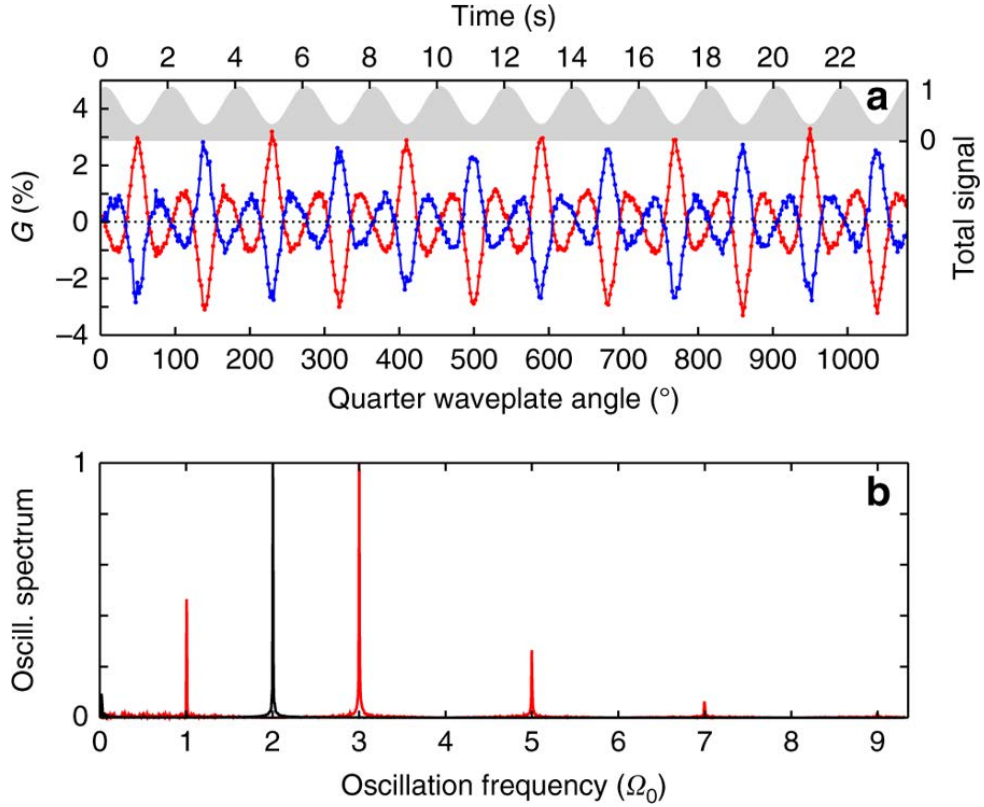 Time (s)
0 2 4 6 8 10 12 14 16 18 20 22
a
4
2
0
−2
−4
G (%)
1
0
Total signal
0 100 200 300 400 500 600 700 800 900 1000
Quarter waveplate angle (°)
b
1
0
Oscill. spectrum
0 1 2 3 4 5 6 7 8 9
Oscillation frequency (Ω0)